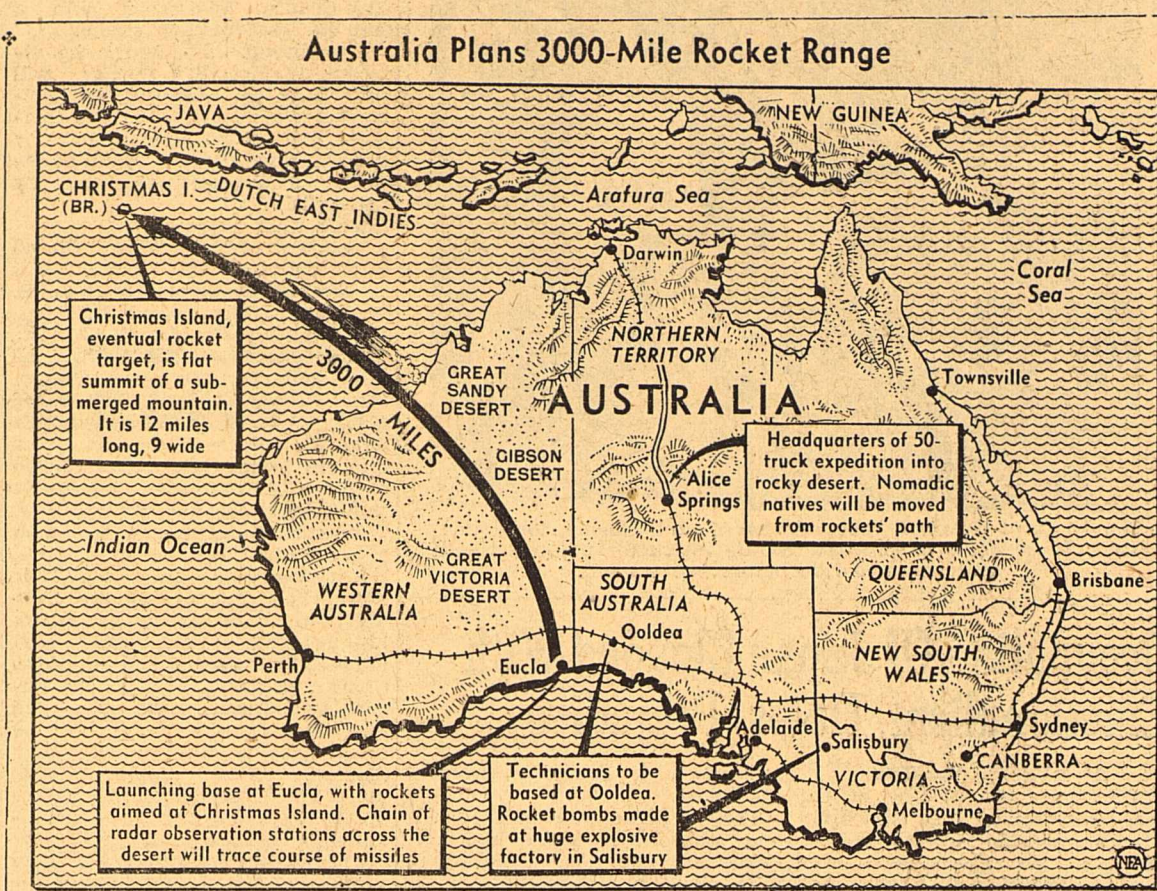 Australia Plans 3000-Mile Rocket Range
JAVA
NEW GUINEA
CHRISTMAS I.
(BR.)
DUTCH EAST INDIES
Arafura Sea
Darwin
Coral
Sea
Christmas Island,
eventual rocket
target, is flat
summit of a sub-
merged mountain.
It is 12 miles
long, 9 wide
3000
MILES
NORTHERN
TERRITORY
GREAT
SANDY
DESERT
AUSTRALIA
Townsville
GIBSON
DESERT
Headquarters of 50-
truck expedition into
rocky desert. Nomadic
natives will be moved
from rockets' path
Alice
Springs
Indian Ocean
GREAT
VICTORIA
DESERT
WESTERN
AUSTRALIA
SOUTH
AUSTRALIA
QUEENSLAND
Brisbane
Ooldea
Perth
Eucla
NEW SOUTH
WALES
Adelaide
Salisbury
Sydney
CANBERRA
VICTORIA
Melbourne
Launching base at Eucla, with rockets
aimed at Christmas Island. Chain of
radar observation stations across the
desert will trace course of missiles
Technicians to be
based at Ooldea.
Rocket bombs made
at huge explosive
factory in Salisbury
NEA